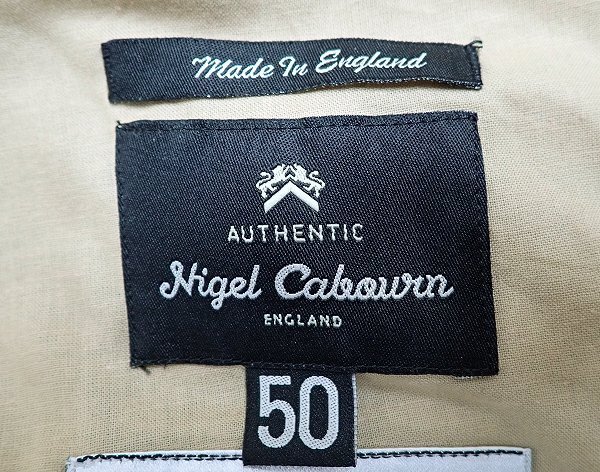 Made In England
AUTHENTIC
Nigel Cabourn
ENGLAND
50